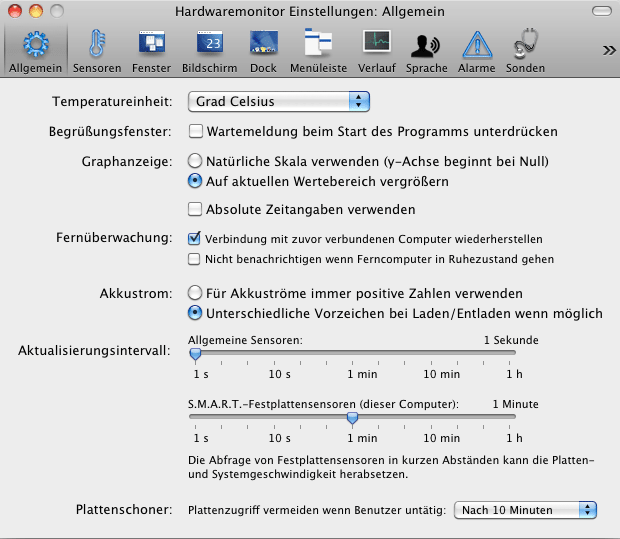 Hardwaremonitor Einstellungen: Allgemein
23
Allgemein Sensoren Fenster Bildschirm Dock Menüleiste Verlauf Sprache Alarme Sonden
Temperatureinheit: Grad Celsius
Begrüßungsfenster: Wartemeldung beim Start des Programms unterdrücken
Graphanzeige: Natürliche Skala verwenden (y-Achse beginnt bei Null)
Auf aktuellen Wertebereich vergrößern
Absolute Zeitangaben verwenden
Fernüberwachung: Verbindung mit zuvor verbundenen Computer wiederherstellen
Nicht benachrichtigen wenn Ferncomputer in Ruhezustand gehen
Akkustrom: Für Akkuströme immer positive Zahlen verwenden
Unterschiedliche Vorzeichen bei Laden/Entladen wenn möglich
Aktualisierungsintervall: Allgemeine Sensoren: 1 Sekunde
1 s 10 s 1 min 10 min 1 h
S.M.A.R.T.-Festplattensensoren (dieser Computer): 1 Minute
1 s 10 s 1 min 10 min 1 h
Die Abfrage von Festplattensensoren in kurzen Abständen kann die Platten-
und Systemgeschwindigkeit herabsetzen.
Plattenschoner: Plattenzugriff vermeiden wenn Benutzer untätig: Nach 10 Minuten